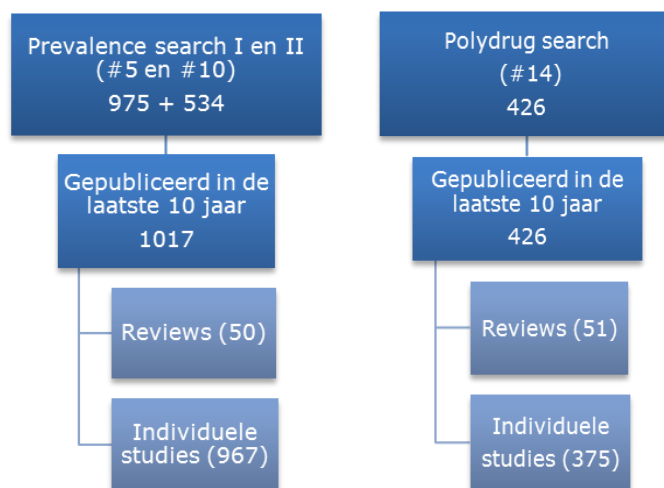 Prevalence search I en II
(#5 en #10)
975 + 534
Gepubliceerd in de
laatste 10 jaar
1017
Reviews (50)
Individuele
studies (967)
Polydrug search
(#14)
426
Gepubliceerd in de
laatste 10 jaar
426
Reviews (51)
Individuele
studies (375)